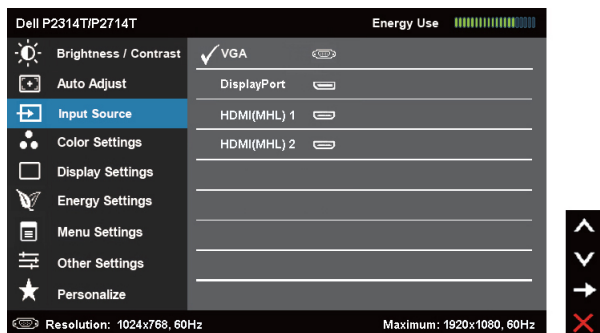 Dell P2314T/P2714T Energy Use
Brightness / Contrast
Auto Adjust
Input Source
Color Settings
Display Settings
Energy Settings
Menu Settings
Other Settings
Personalize
VGA
DisplayPort
HDMI(MHL) 1
HDMI(MHL) 2
Resolution: 1024x768, 60Hz Maximum: 1920x1080, 60Hz